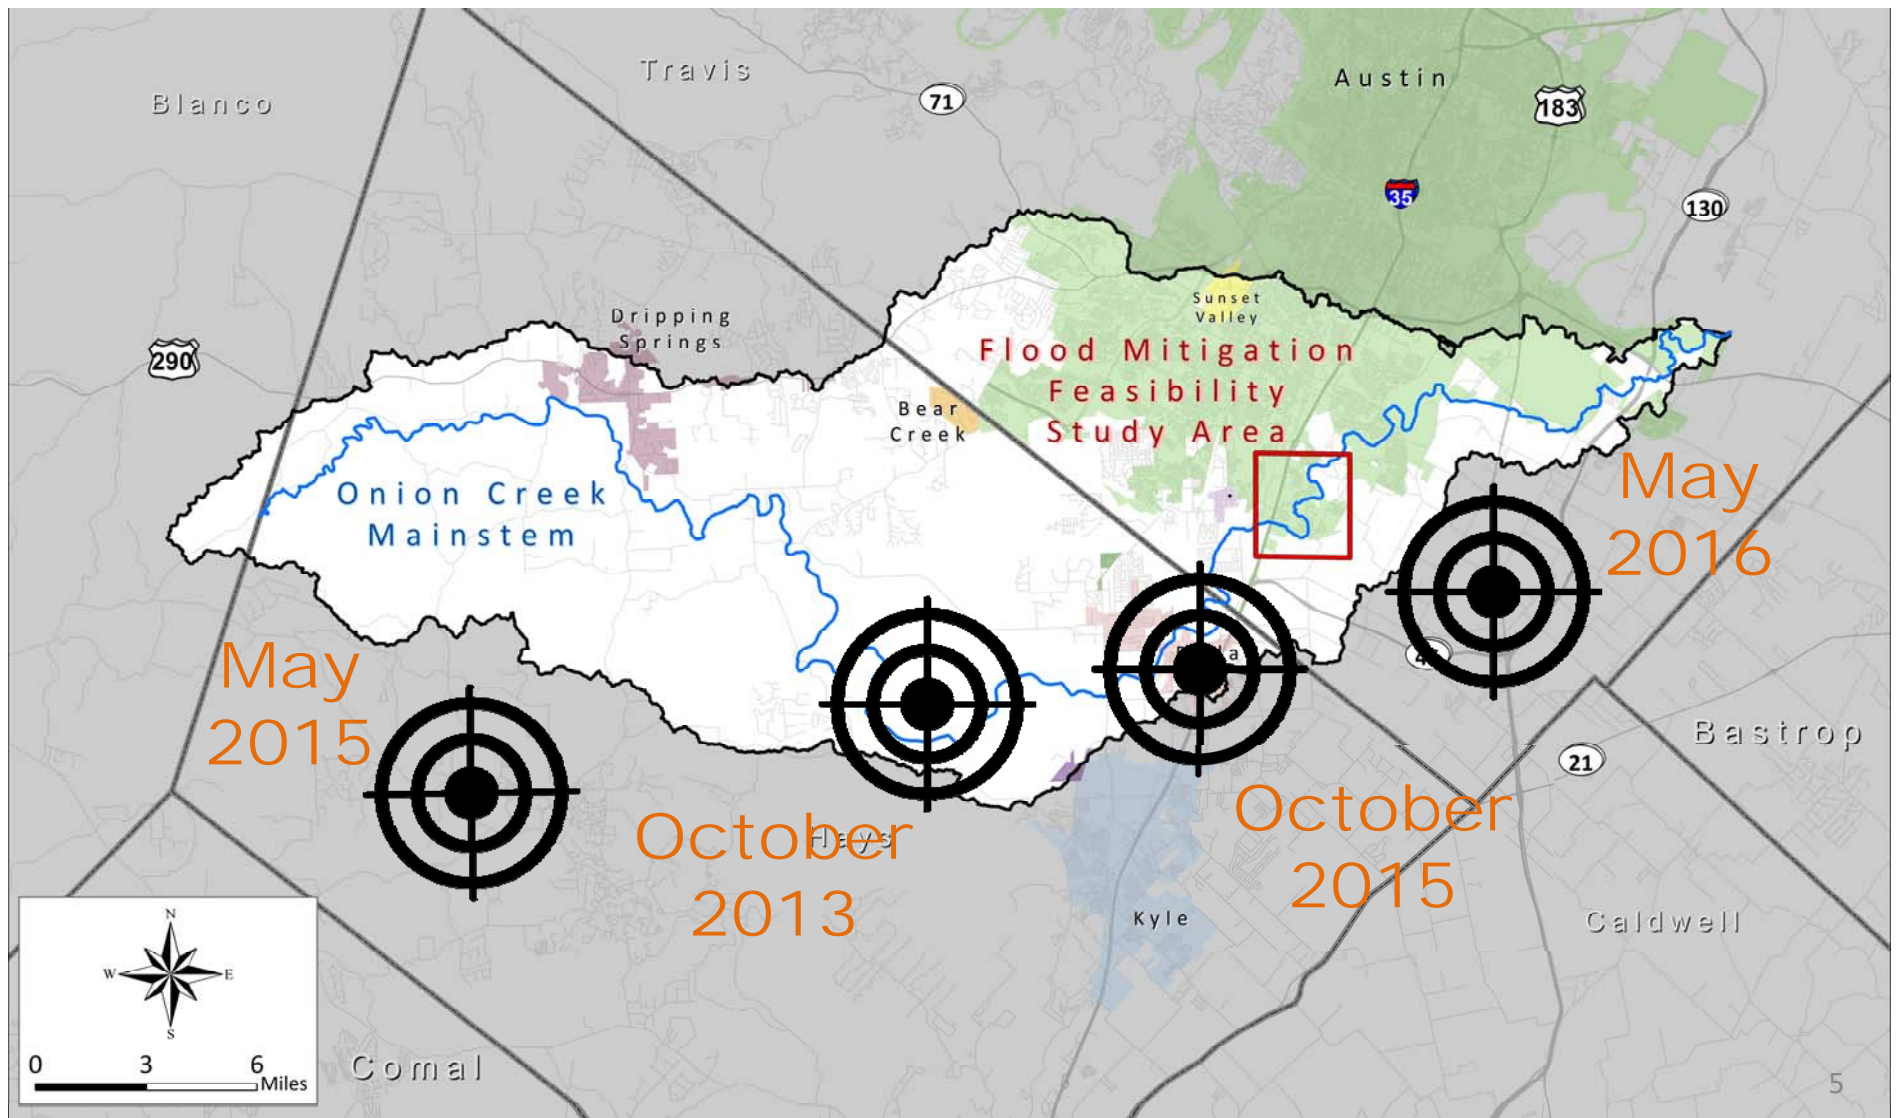 Travis
Austin
Blanco
71
183
35
130
Sunset
Valley
Dripping
Springs
290
Flood Mitigation
Feasibility
Study Area
Bear
Creek
Onion Creek
Mainstem
May
2016
May
2015
October
2013
Hays
October
2015
Bastrop
21
Kyle
Caldwell
N
W
E
S
0 3 6
Miles
Comal
5